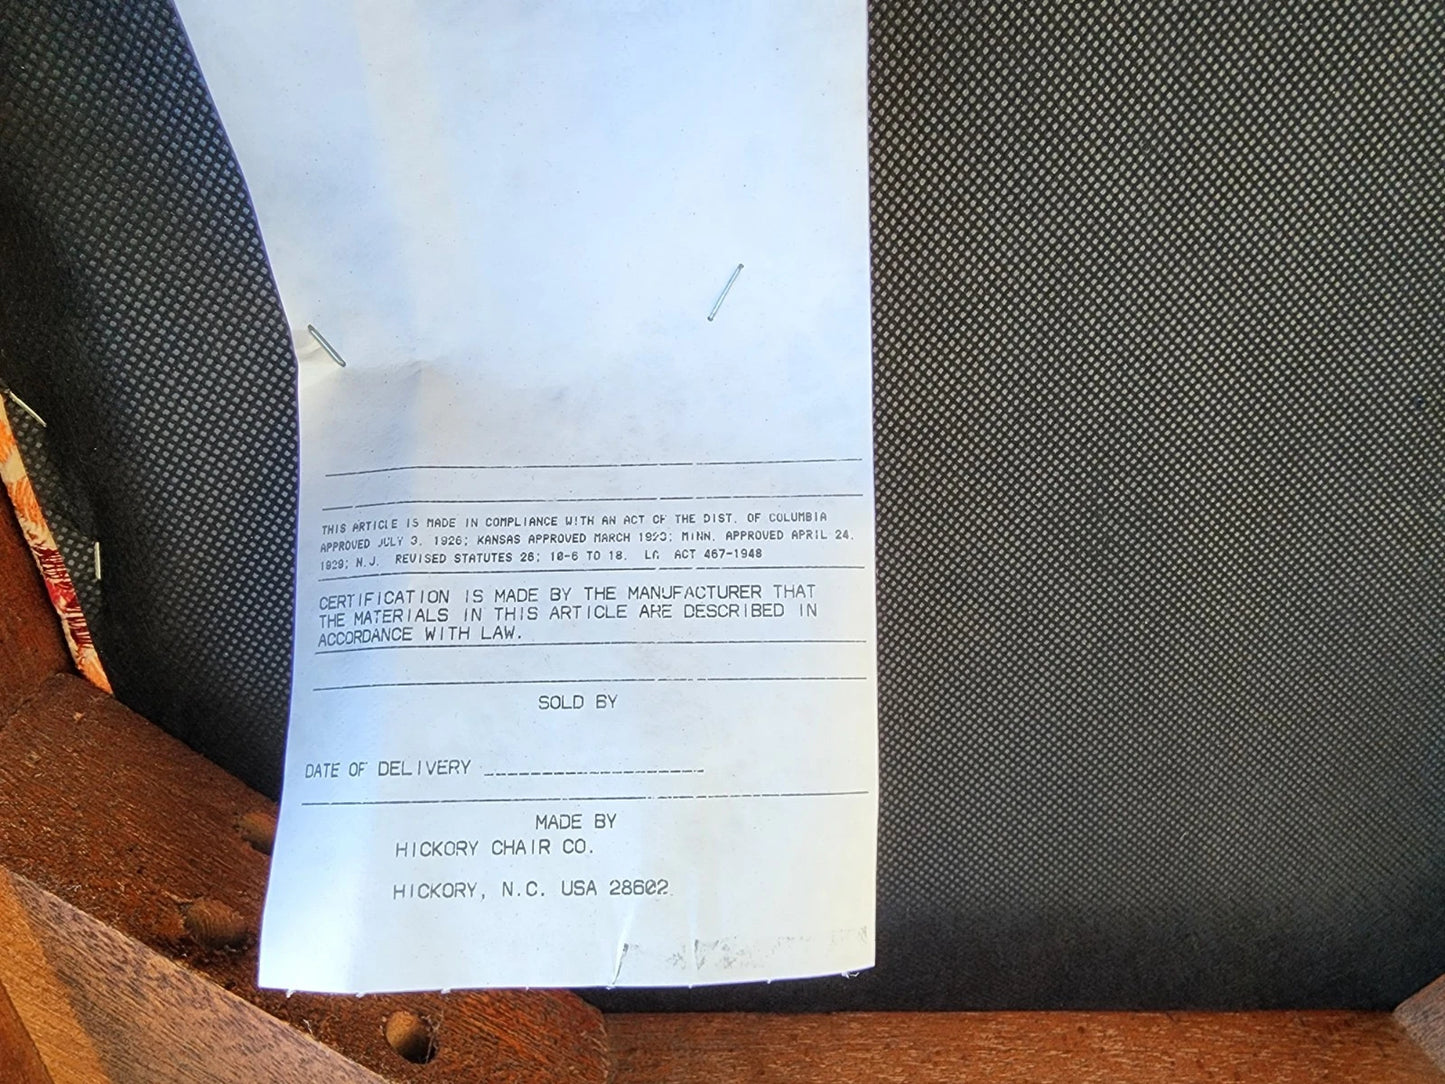 THIS ARTICLE IS MADE IN COMPLIANCE WITH AN ACT OF THE DIST. OF COLUMBIA
APPROVED JULY 3, 1926; KANSAS APPROVED MARCH 1923; MINN. APPROVED APRIL 24,
1929; N.J. REVISED STATUTES 26; 10-6 TO 18. LA. ACT 467-1948
CERTIFICATION IS MADE BY THE MANUFACTURER THAT
THE MATERIALS IN THIS ARTICLE ARE DESCRIBED IN
ACCORDANCE WITH LAW.
SOLD BY
DATE OF DELIVERY
MADE BY
HICKORY CHAIR CO.
HICKORY, N.C. USA 28602